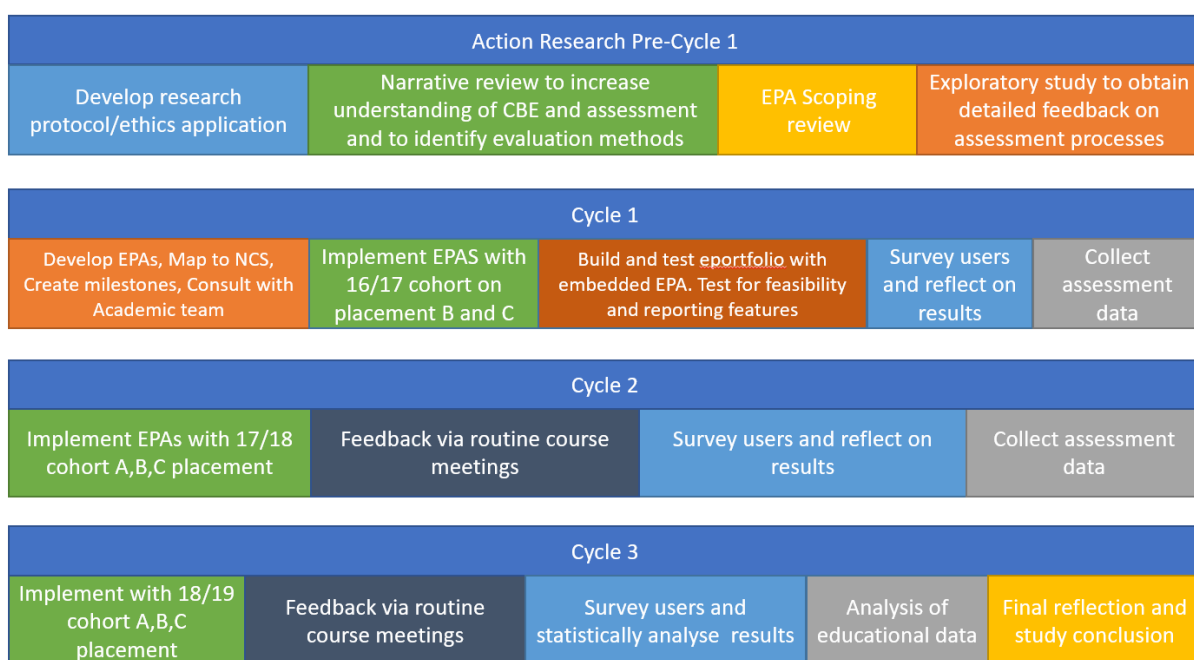 Action Research Pre-Cycle 1
Develop research
protocol/ethics application
Narrative review to increase
understanding of CBE and assessment
and to identify evaluation methods
EPA Scoping
review
Exploratory study to obtain
detailed feedback on
assessment processes
Cycle 1
Develop EPAs, Map to NCS,
Create milestones, Consult with
Academic team
Implement EPAS with
16/17 cohort on
placement B and C
Build and test eportfolio with
embedded EPA. Test for feasibility
and reporting features
Survey users
and reflect on
results
Collect
assessment
data
Cycle 2
Implement EPAs with 17/18
cohort A,B,C placement
Feedback via routine course
meetings
Survey users and reflect on
results
Collect assessment
data
Cycle 3
Implement with 18/19
cohort A,B,C
placement
Feedback via routine
course meetings
Survey users and
statistically analyse results
Analysis of
educational data
Final reflection and
study conclusion